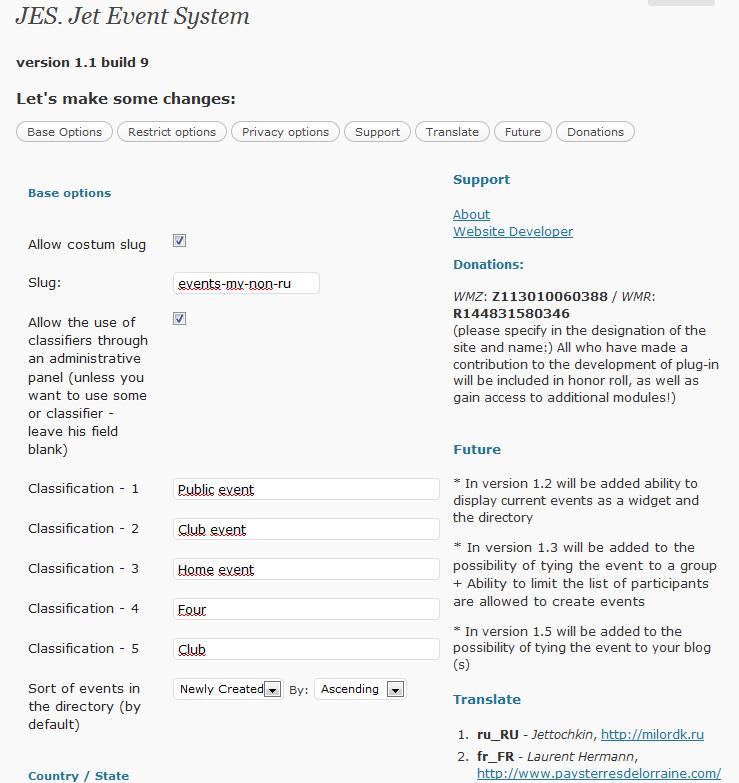 JES. Jet Event System
version 1.1 build 9
Let's make some changes:
Base Options
Restrict options
Privacy options
Support
Translate
Future
Donations
Base options
Allow costum slug
Slug:
events-my-non-ru
Allow the use of
classifiers through
an administrative
panel (unless you
want to use some
or classifier -
leave his field
blank)
Classification - 1
Public event
Classification - 2
Club event
Classification - 3
Home event
Classification - 4
Four
Classification - 5
Club
Sort of events in
the directory (by
default)
Newly Created
By:
Ascending
Country / State
Support
About
Website Developer
Donations:
WMZ: Z113010060388 / WMR:
R144831580346
(please specify in the designation of the
site and name:) All who have made a
contribution to the development of plug-in
will be included in honor roll, as well as
gain access to additional modules!)
Future
* In version 1.2 will be added ability to
display current events as a widget and
the directory
* In version 1.3 will be added to the
possibility of tying the event to a group
+ Ability to limit the list of participants
are allowed to create events
* In version 1.5 will be added to the
possibility of tying the event to your blog
(s)
Translate
1. ru_RU - Jettochkin, http://milordk.ru
2. fr_FR - Laurent Hermann,
http://www.paysterresdelorraine.com/